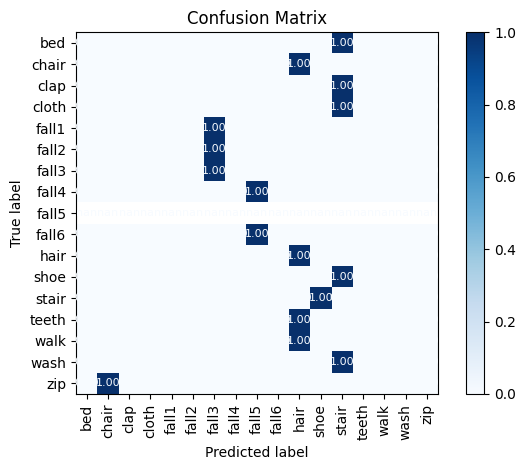 Confusion Matrix
True label
bed 1.00
chair 1.00
clap 1.00
cloth 1.00
fall1 1.00
fall2 1.00
fall3 1.00
fall4 1.00
fall5
fall6 1.00
hair 1.00
shoe 1.00
stair 1.00
teeth 1.00
walk 1.00
wash 1.00
zip 1.00
bed chair clap cloth fall1 fall2 fall3 fall4 fall5 fall6 hair shoe stair teeth walk wash zip
Predicted label
1.0
0.8
0.6
0.4
0.2
0.0